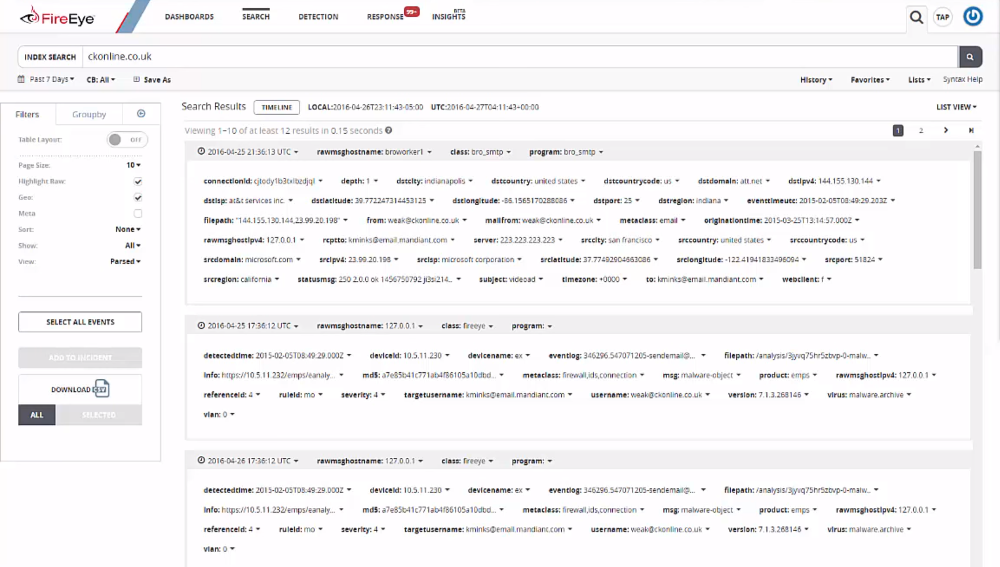 FireEye DASHBOARDS SEARCH DETECTION RESPONSE 99+ INSIGHTS BETA TAP
INDEX SEARCH ckonline.co.uk
Past 7 Days CB: All Save As History Favorites Lists Syntax Help
Filters Groupby
Table Layout: OFF
Page Size: 10
Highlight Raw:
Geo:
Meta
Sort: None
Show: All
View: Parsed
SELECT ALL EVENTS
ADD TO INCIDENT
DOWNLOAD CSV
ALL SELECTED
Search Results TIMELINE LOCAL:2016-04-26T23:11:43-05:00 UTC:2016-04-27T04:11:43+00:00 LIST VIEW
Viewing 1–10 of at least 12 results in 0.15 seconds 1 2
2016-04-25 21:36:13 UTC rawmsghostname: broworker1 class: bro_smtp program: bro_smtp
connectionid: cjtody1b3txlbzdjql depth: 1 dstcity: indianapolis dstcountry: united states dstcountrycode: us dstdomain: att.net dstipv4: 144.155.130.144
dstisp: at&t services inc. dstlatitude: 39.772247314453125 dstlongitude: -86.1565170288086 dstport: 25 dstregion: indiana eventtimeutc: 2015-02-05T08:49:29.203Z
filepath: "144.155.130.144,23.99.20.198" from: weak@ckonline.co.uk mailfrom: weak@ckonline.co.uk metaclass: email originationtime: 2015-03-25T13:14:57.000Z
rawmsghostipv4: 127.0.0.1 rcptto: kminks@email.mandiant.com server: 223.223.223.223 srccity: san francisco srccountry: united states srccountrycode: us
srcdomain: microsoft.com srcipv4: 23.99.20.198 srcisp: microsoft corporation srclatitude: 37.77492904663086 srclongitude: -122.41941833496094 srcport: 51824
srcregion: california statusmsg: 250 2.0.0 ok 1456750792 ji3si214... subject: videoad timezone: +0000 to: kminks@email.mandiant.com webclient: f
2016-04-25 17:36:12 UTC rawmsghostname: 127.0.0.1 class: fireeye program:
detectedtime: 2015-02-05T08:49:29.000Z deviceid: 10.5.11.230 devicename: ex eventlog: 346296.547071205-sendemail@... filepath: /analysis/3jyvq75hr5zbvp-0-malw...
info: https://10.5.11.232/emps/eanaly... md5: a7e85b41c771ab4f86105a10dbd... metaclass: firewall,ids,connection msg: malware-object product: emps rawmsghostipv4: 127.0.0.1
referenceid: 4 ruleid: mo severity: 4 targetusername: kminks@email.mandiant.com username: weak@ckonline.co.uk version: 7.1.3.268146 virus: malware.archive
vlan: 0
2016-04-26 17:36:12 UTC rawmsghostname: 127.0.0.1 class: fireeye program:
detectedtime: 2015-02-05T08:49:29.000Z deviceid: 10.5.11.230 devicename: ex eventlog: 346296.547071205-sendemail@... filepath: /analysis/3jyvq75hr5zbvp-0-malw...
info: https://10.5.11.232/emps/eanaly... md5: a7e85b41c771ab4f86105a10dbd... metaclass: firewall,ids,connection msg: malware-object product: emps rawmsghostipv4: 127.0.0.1
referenceid: 4 ruleid: mo severity: 4 targetusername: kminks@email.mandiant.com username: weak@ckonline.co.uk version: 7.1.3.268146 virus: malware.archive
vlan: 0